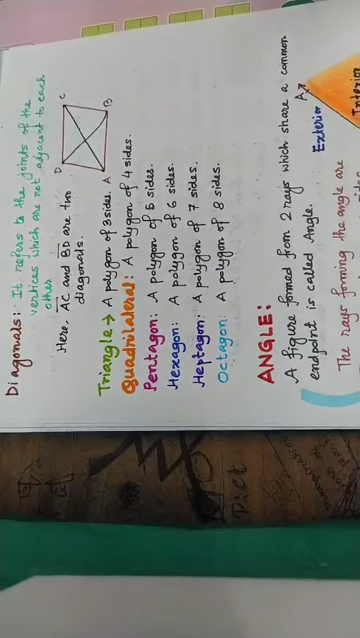 Diagonals: It refers to the joints of the
vertices which are not adjacent to each
other
Here, AC and BD are two
diagonals.
D
C
A
B
Triangle → A polygon of 3 sides
Quadrilateral: A polygon of 4 sides.
Pentagon: A polygon of 5 sides.
Hexagon: A polygon of 6 sides.
Heptagon: A polygon of 7 sides.
Octagon: A polygon of 8 sides.
ANGLE:
A figure formed from 2 rays which share a common
endpoint is called Angle.
A
Exterior
Interior
The rays forming the angle are